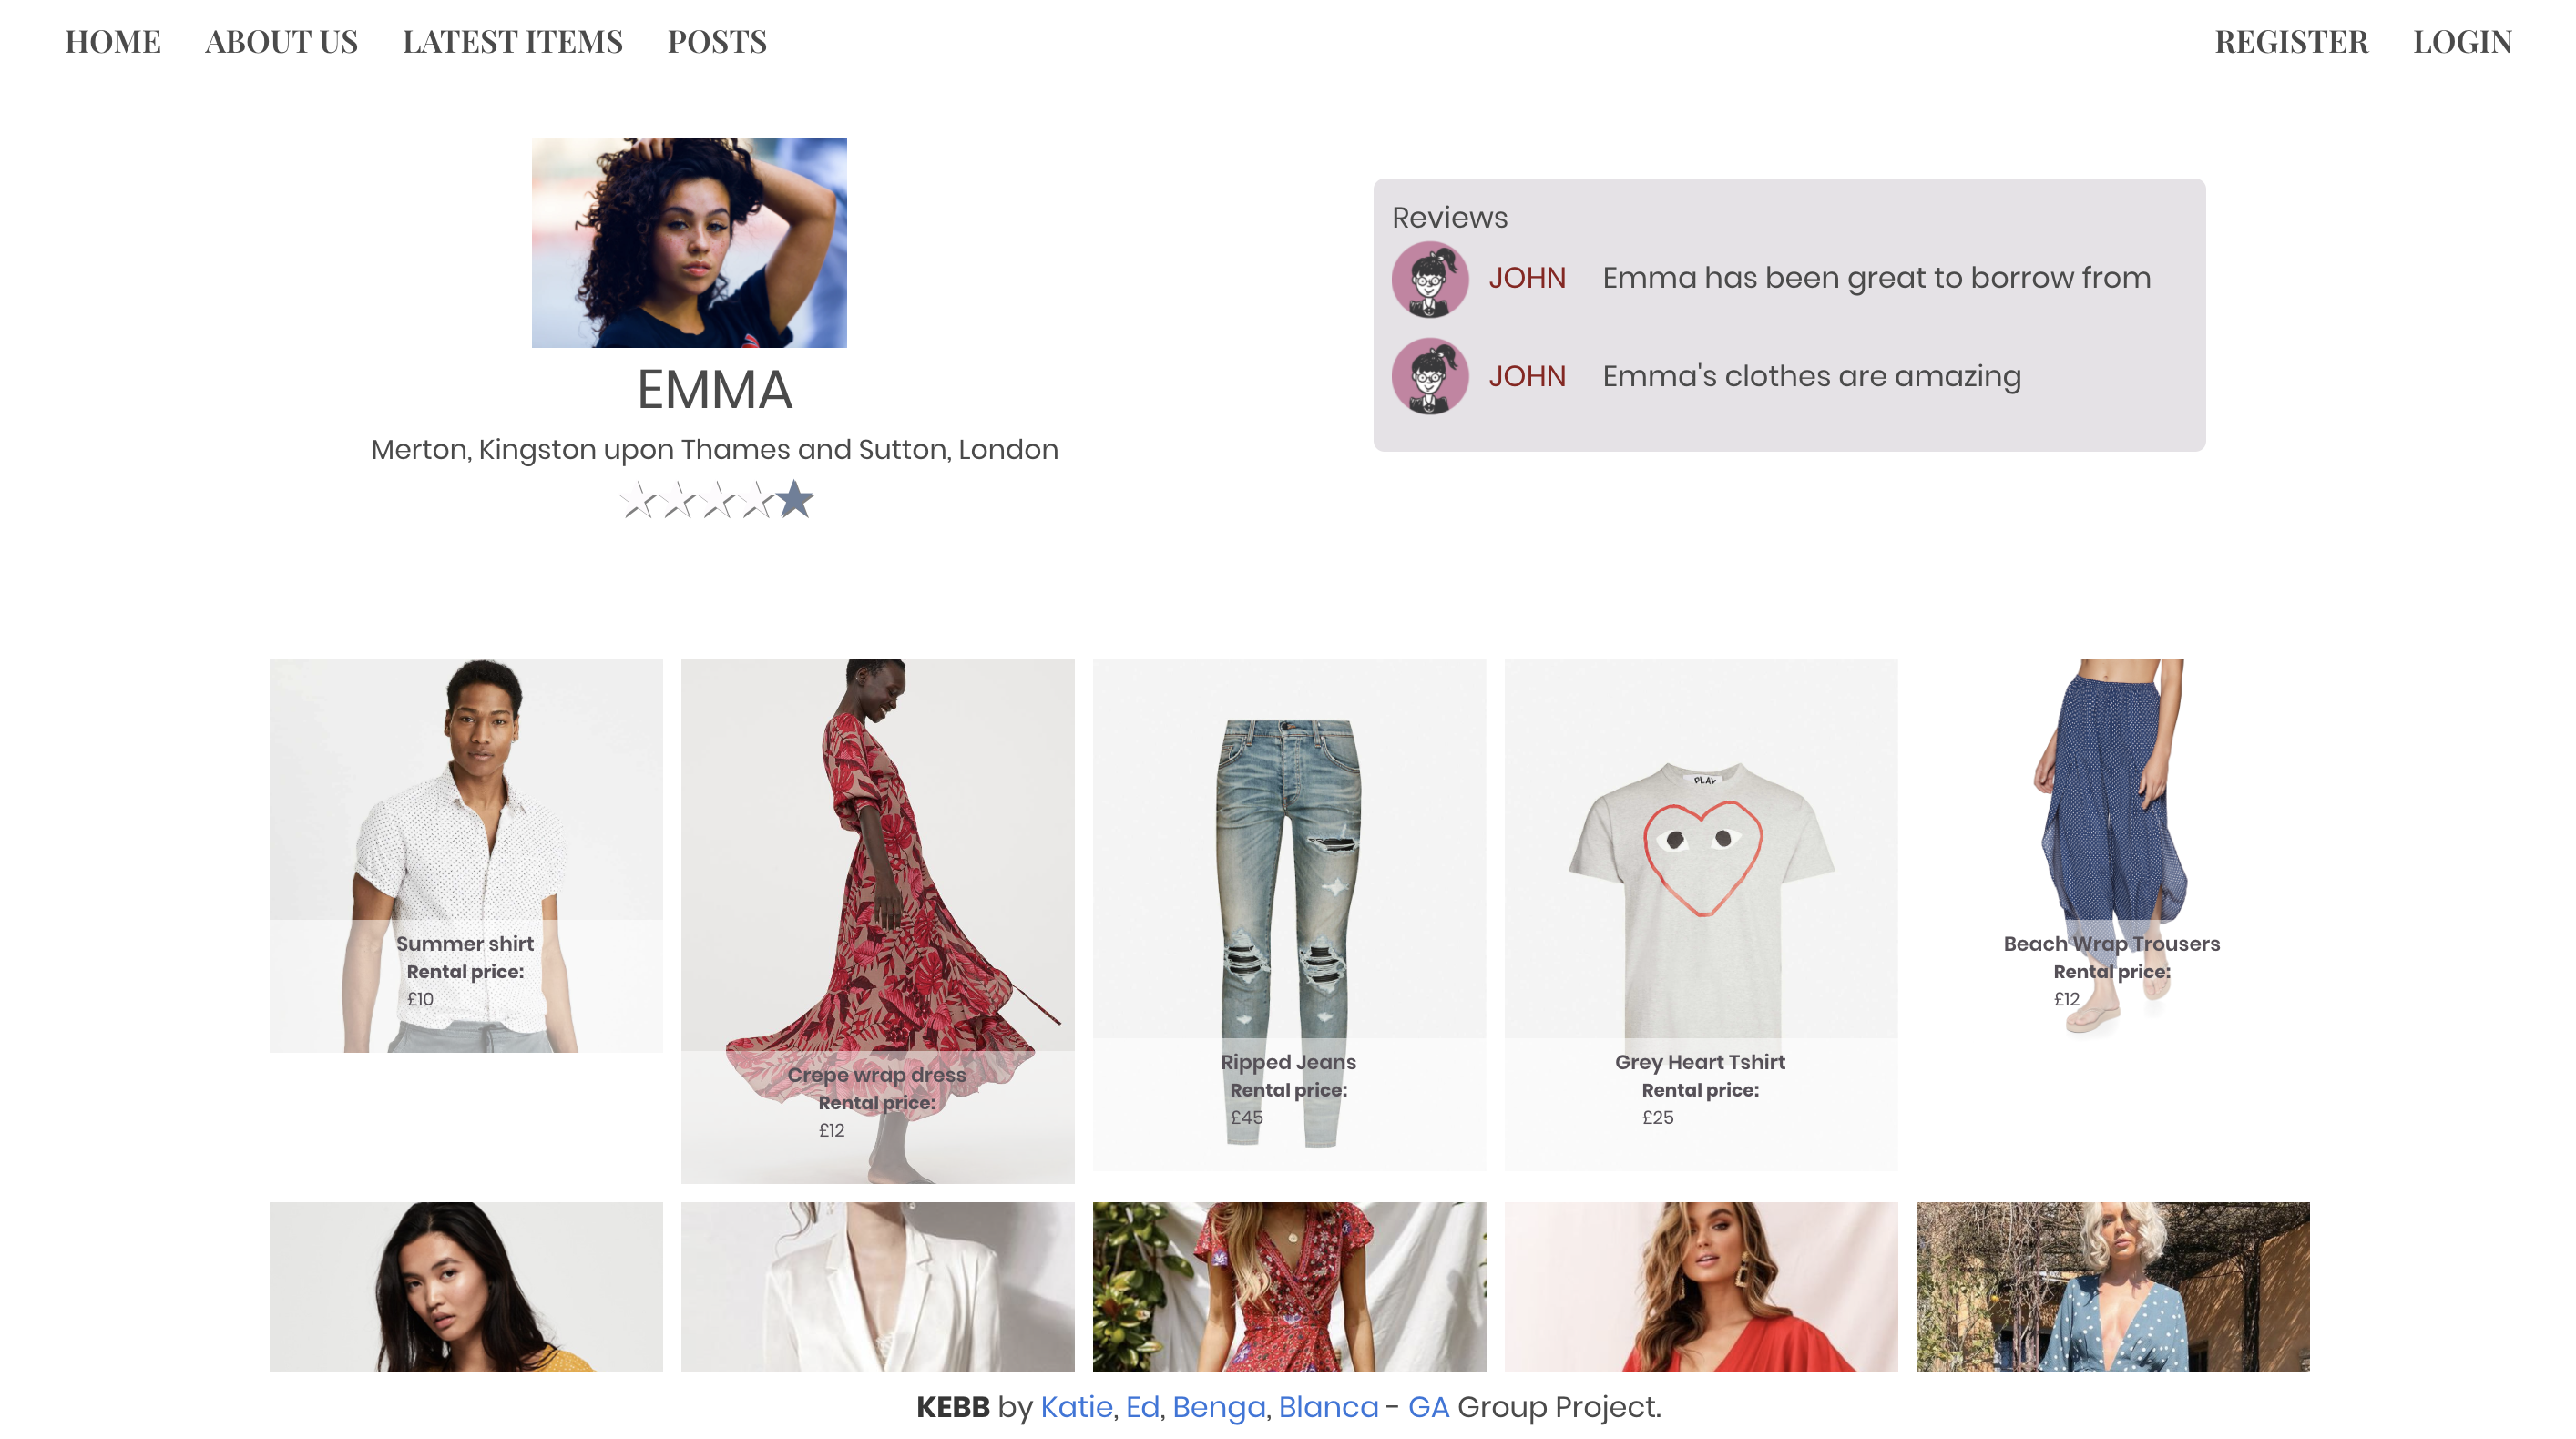 HOME ABOUT US LATEST ITEMS POSTS REGISTER LOGIN
EMMA
Merton, Kingston upon Thames and Sutton, London
Reviews
JOHN Emma has been great to borrow from
JOHN Emma's clothes are amazing
PLAY
Summer shirt
Rental price:
£10
Crepe wrap dress
Rental price:
£12
Ripped Jeans
Rental price:
£45
Grey Heart Tshirt
Rental price:
£25
Beach Wrap Trousers
Rental price:
£12
KEBB by Katie, Ed, Benga, Blanca - GA Group Project.